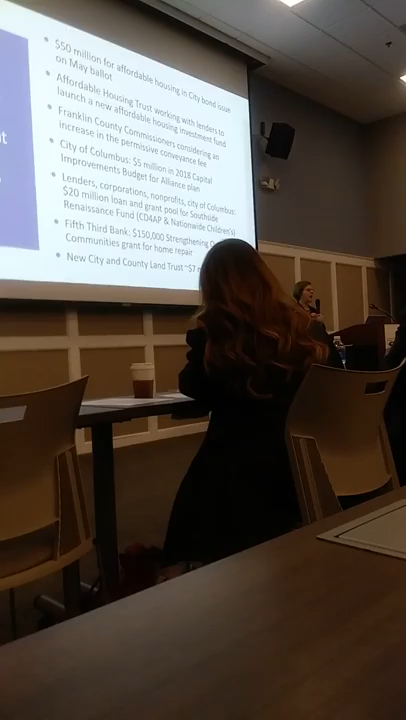 • $50 million for affordable housing in City bond issue
on May ballot
• Affordable Housing Trust working with lenders to
launch a new affordable housing investment fund
• Franklin County Commissioners considering an
increase in the permissive conveyance fee
• City of Columbus: $5 million in 2018 Capital
Improvements Budget for Alliance plan
• Lenders, corporations, nonprofits, city of Columbus:
$20 million loan and grant pool for Southside
Renaissance Fund (CD4AP & Nationwide Children's)
• Fifth Third Bank: $150,000 Strengthening
Communities grant for home repair
• New City and County Land Trust ~$7